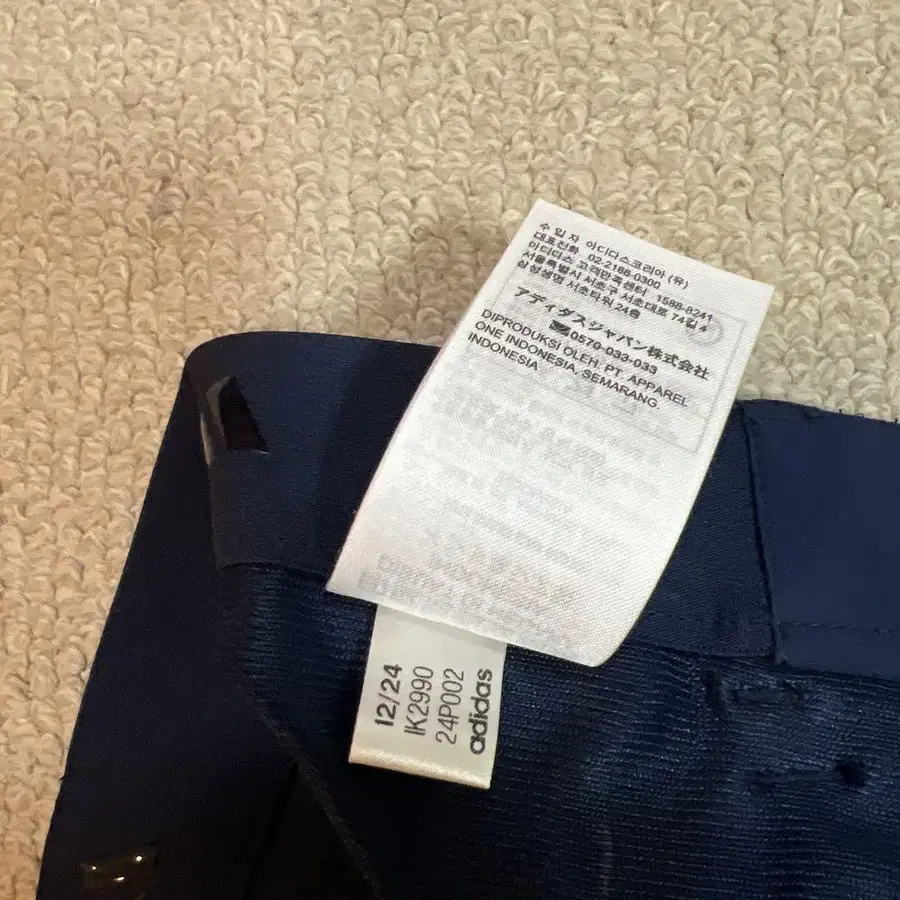 수 입 자 아디다스코리아 (유)
대표전화 02-2186-0300
아디다스 고객만족센터 1588-8241
서울특별시 서초구 서초대로 74길 4
삼성생명 서초타워 24층
アディダスジャパン株式会社
☎0570-033-033
DIPRODUKSI OLEH: PT. APPAREL
ONE INDONESIA, SEMARANG.
INDONESIA
12/24
IK2990
24P002
adidas